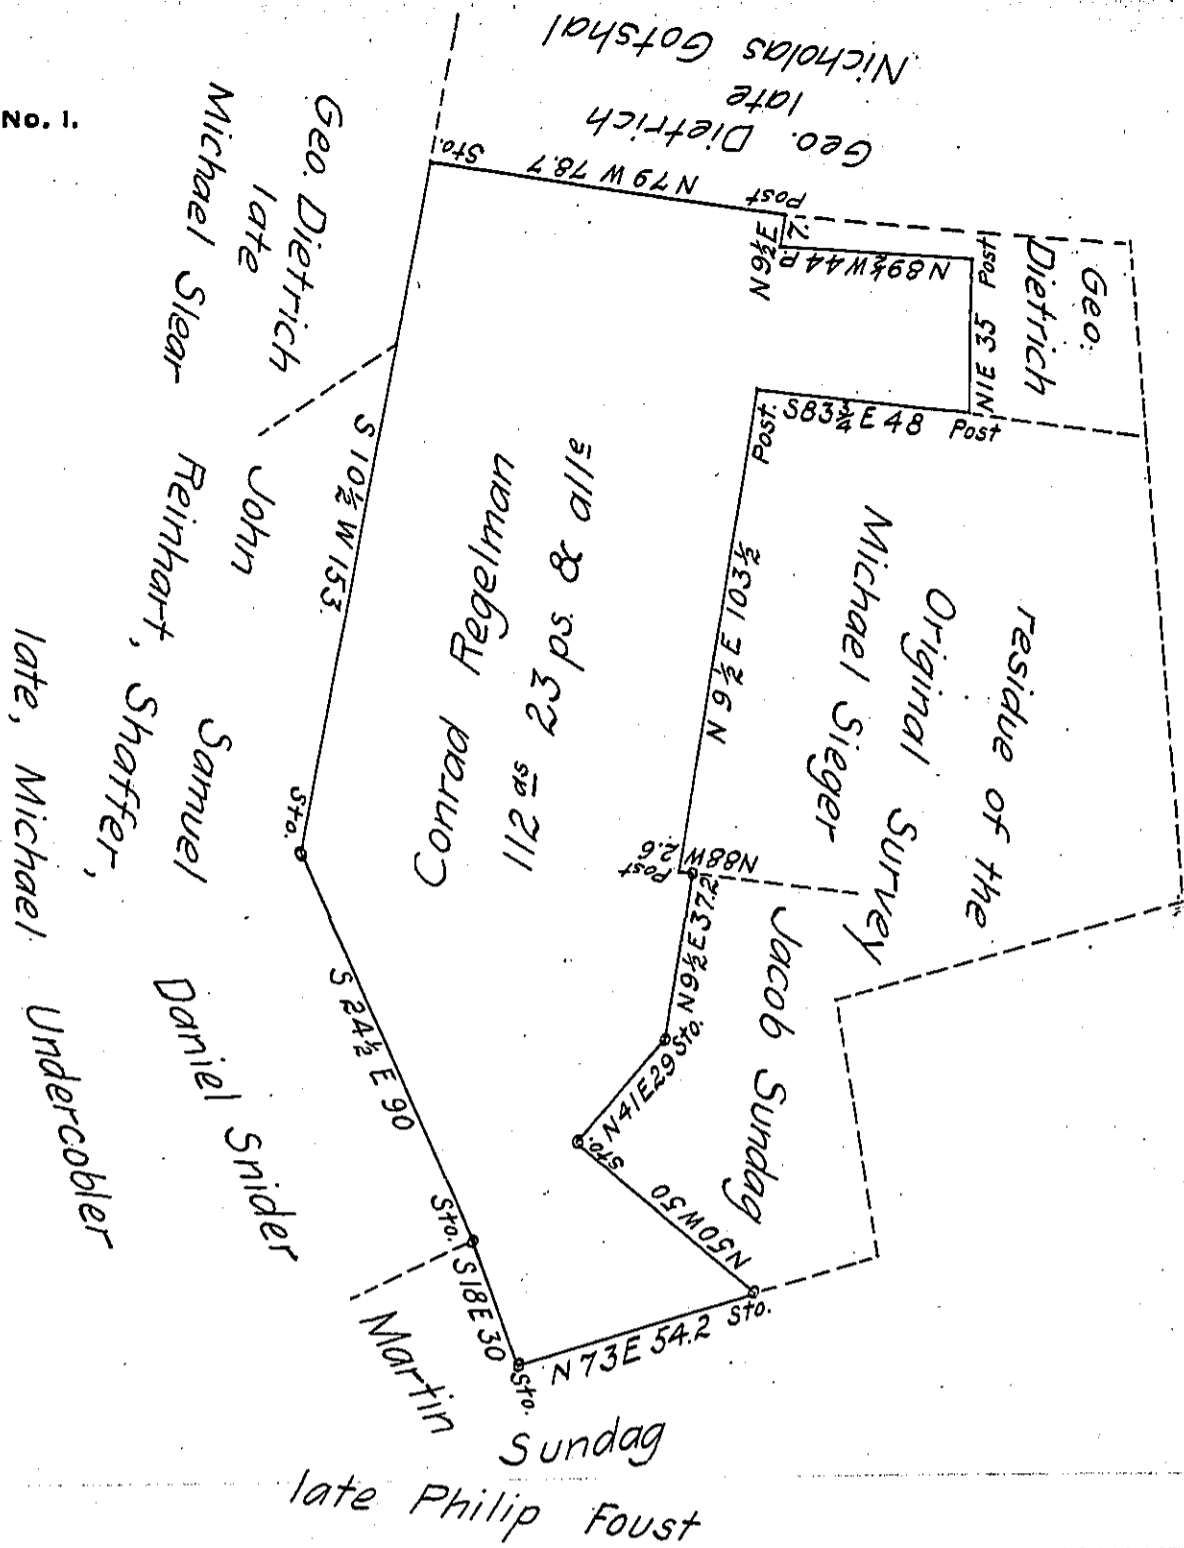 No. 1.
Nicholas Gotshal
late
Geo. Dietrich
Geo. Dietrich
late
Michael Slear
Sto.
N 79 W 78.7
Post
7.
N 6½ E
N 89½ W 44 P.
Post
N 1 E 35
Geo.
Dietrich
S 83¾ E 48
Post
Post.
S 10½ W 153.
N 9½ E 103½
residue of the
Original Survey
Michael Sieger
Conrad Regelman
112 as 23 ps. & alle
John
Reinhart,
Samuel
Shaffer,
late, Michael Undercobler
Daniel Snider
Sto.
N 88 W
2.6
Post
N 9½ E 37.2
Sto.
N 41 E 29
Sto.
N 50 W 50
Jacob Sundag
S 24½ E 90
Sto.
S 18 E 30
Sto.
N 73 E 54.2
Sto.
Martin
Sundag
late Philip Foust